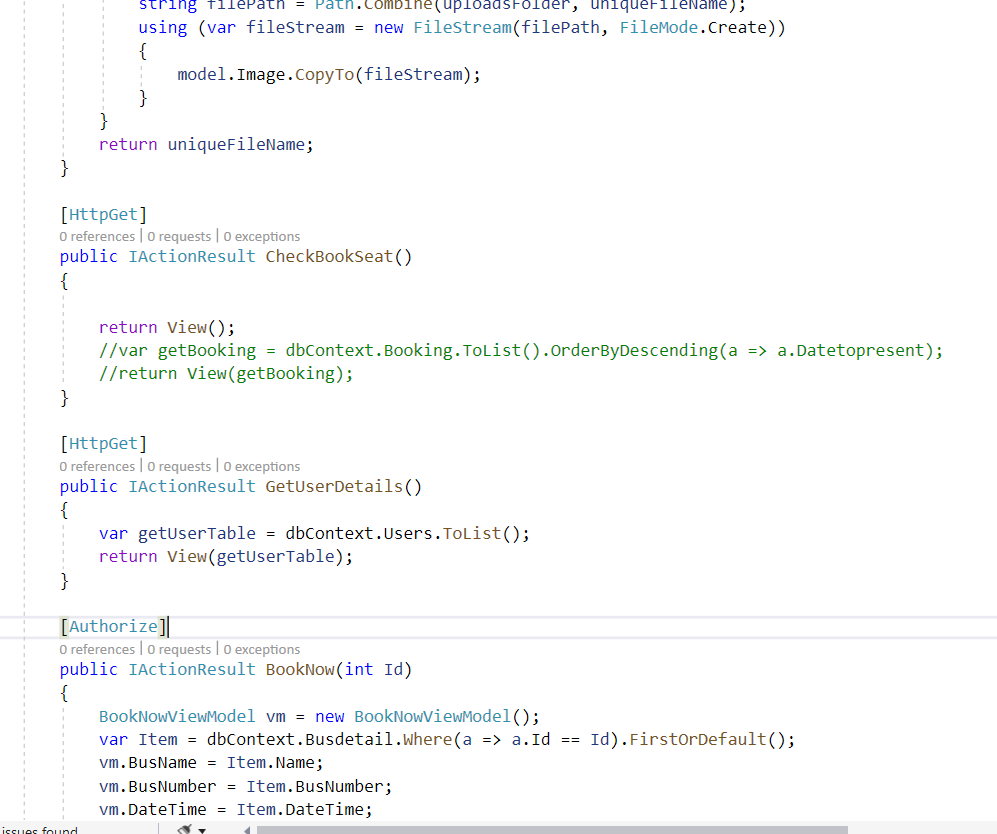 string filePath = Path.Combine(uploadsFolder, uniqueFileName);
using (var fileStream = new FileStream(filePath, FileMode.Create))
{
model.Image.CopyTo(fileStream);
}
}
return uniqueFileName;
}
[HttpGet]
0 references | 0 requests | 0 exceptions
public IActionResult CheckBookSeat()
{
return View();
//var getBooking = dbContext.Booking.ToList().OrderByDescending(a => a.Datetopresent);
//return View(getBooking);
}
[HttpGet]
0 references | 0 requests | 0 exceptions
public IActionResult GetUserDetails()
{
var getUserTable = dbContext.Users.ToList();
return View(getUserTable);
}
[Authorize]
0 references | 0 requests | 0 exceptions
public IActionResult BookNow(int Id)
{
BookNowViewModel vm = new BookNowViewModel();
var Item = dbContext.Busdetail.Where(a => a.Id == Id).FirstOrDefault();
vm.BusName = Item.Name;
vm.BusNumber = Item.BusNumber;
vm.DateTime = Item.DateTime;
issues found